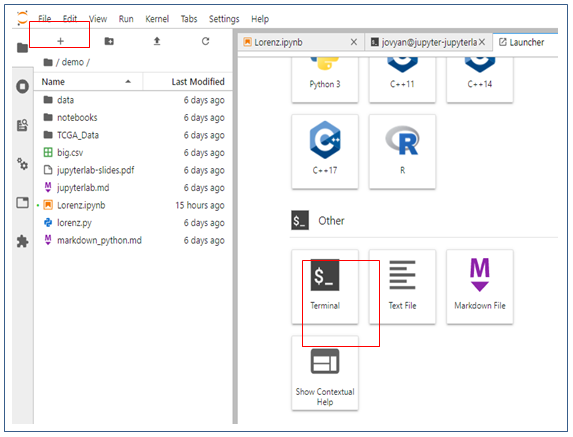 File Edit View Run Kernel Tabs Settings Help
+
Lorenz.ipynb
jovyan@jupyter-jupyterla
Launcher
/ demo /
Name Last Modified
data 6 days ago
notebooks 6 days ago
TCGA_Data 6 days ago
big.csv 6 days ago
jupyterlab-slides.pdf 6 days ago
jupyterlab.md 6 days ago
Lorenz.ipynb 15 hours ago
lorenz.py 6 days ago
markdown_python.md 6 days ago
Python 3
C++11
C++14
C++17
R
$_ Other
$_
Terminal
Text File
M
Markdown File
Show Contextual
Help